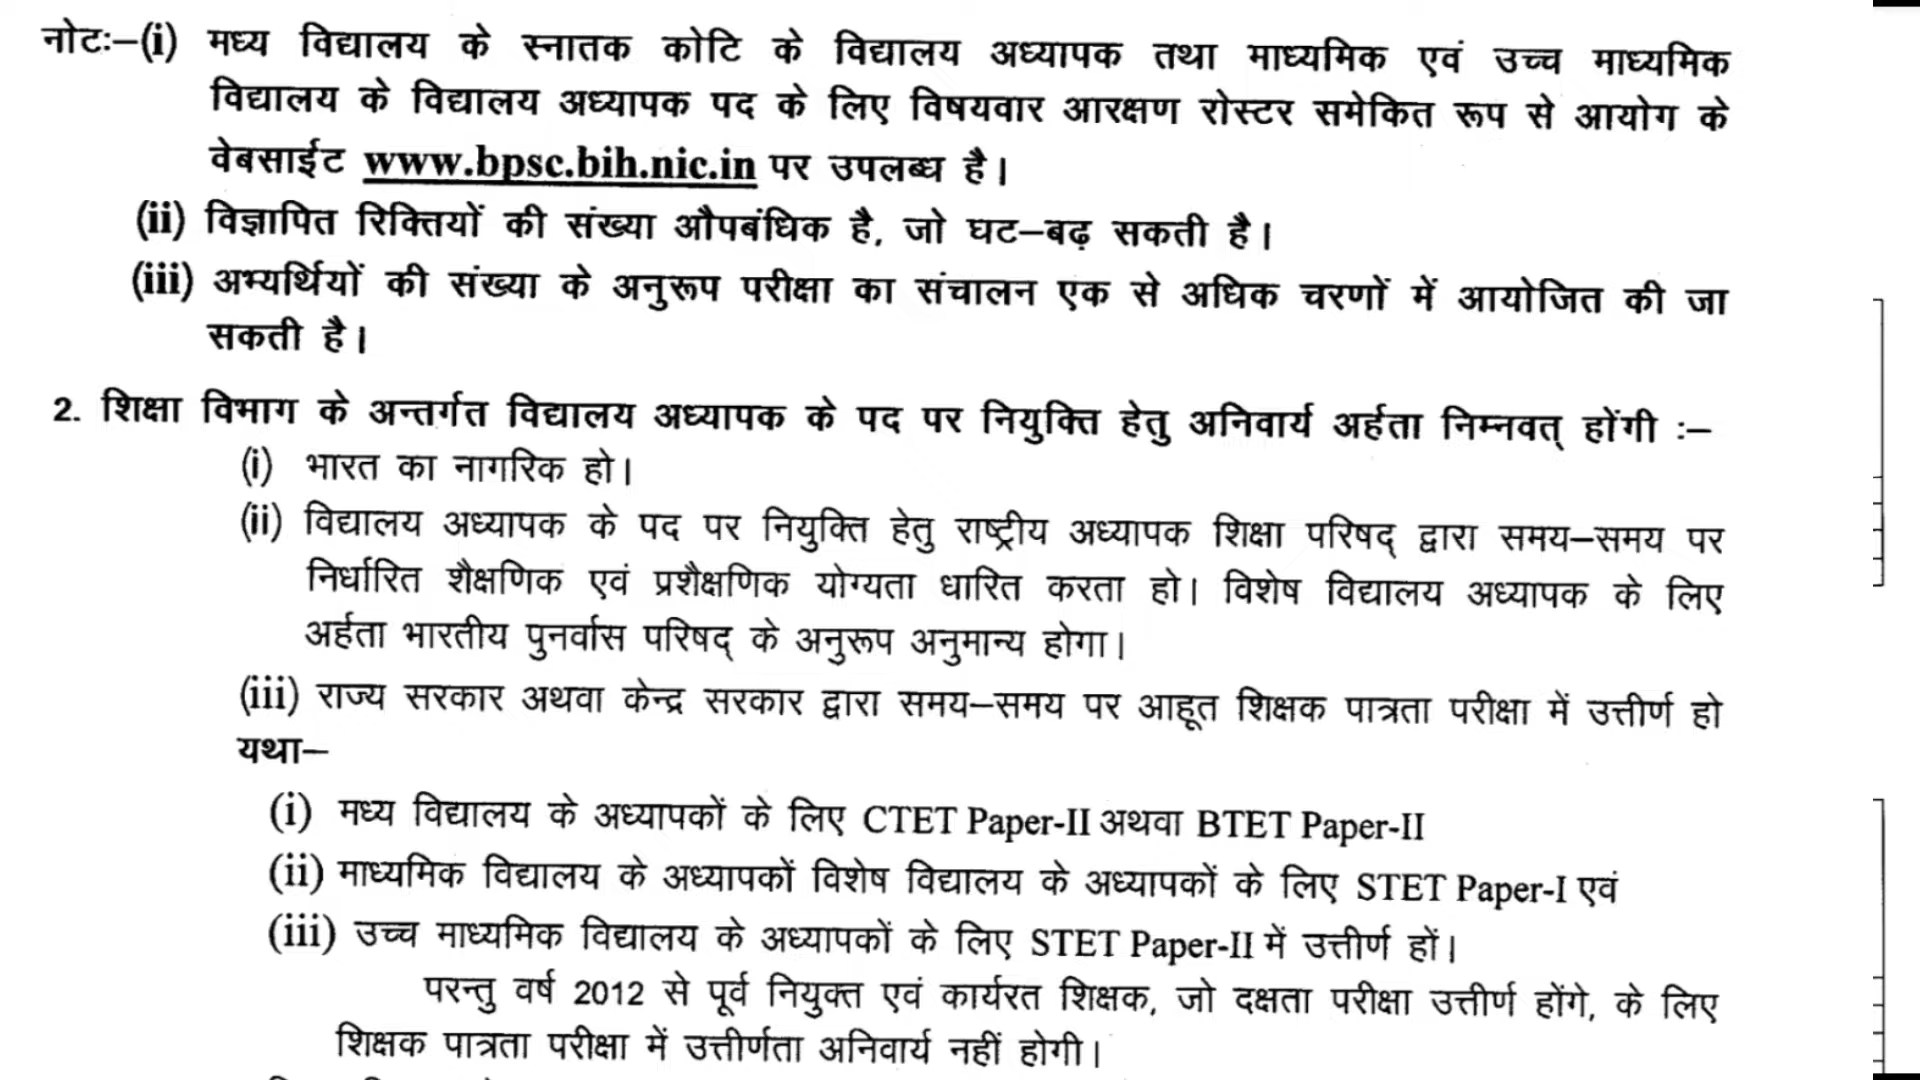 नोटः–(i) मध्य विद्यालय के स्नातक कोटि के विद्यालय अध्यापक तथा माध्यमिक एवं उच्च माध्यमिक
विद्यालय के विद्यालय अध्यापक पद के लिए विषयवार आरक्षण रोस्टर समेकित रूप से आयोग के
वेबसाईट www.bpsc.bih.nic.in पर उपलब्ध है।
(ii) विज्ञापित रिक्तियों की संख्या औपबंधिक है, जो घट–बढ़ सकती है।
(iii) अभ्यर्थियों की संख्या के अनुरूप परीक्षा का संचालन एक से अधिक चरणों में आयोजित की जा
सकती है।
2. शिक्षा विभाग के अन्तर्गत विद्यालय अध्यापक के पद पर नियुक्ति हेतु अनिवार्य अर्हता निम्नवत् होंगी :–
(i) भारत का नागरिक हो।
(ii) विद्यालय अध्यापक के पद पर नियुक्ति हेतु राष्ट्रीय अध्यापक शिक्षा परिषद् द्वारा समय–समय पर
निर्धारित शैक्षणिक एवं प्रशैक्षणिक योग्यता धारित करता हो। विशेष विद्यालय अध्यापक के लिए
अर्हता भारतीय पुनर्वास परिषद् के अनुरूप अनुमान्य होगा।
(iii) राज्य सरकार अथवा केन्द्र सरकार द्वारा समय–समय पर आहूत शिक्षक पात्रता परीक्षा में उत्तीर्ण हो
यथा–
(i) मध्य विद्यालय के अध्यापकों के लिए CTET Paper-II अथवा BTET Paper-II
(ii) माध्यमिक विद्यालय के अध्यापकों विशेष विद्यालय के अध्यापकों के लिए STET Paper-I एवं
(iii) उच्च माध्यमिक विद्यालय के अध्यापकों के लिए STET Paper-II में उत्तीर्ण हों।
परन्तु वर्ष 2012 से पूर्व नियुक्त एवं कार्यरत शिक्षक, जो दक्षता परीक्षा उत्तीर्ण होंगे, के लिए
शिक्षक पात्रता परीक्षा में उत्तीर्णता अनिवार्य नहीं होगी।